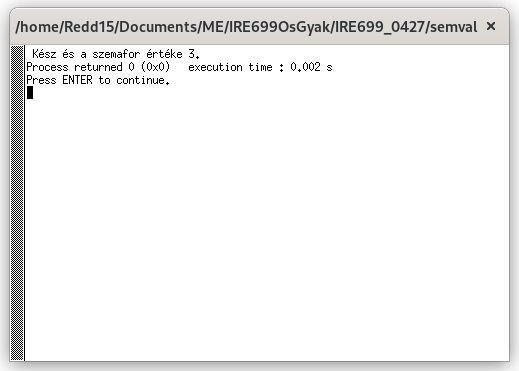 /home/Redd15/Documents/ME/IRE699OsGyak/IRE699_0427/semval ×
Kész és a szemafor értéke 3.
Process returned 0 (0x0)   execution time : 0.002 s
Press ENTER to continue.